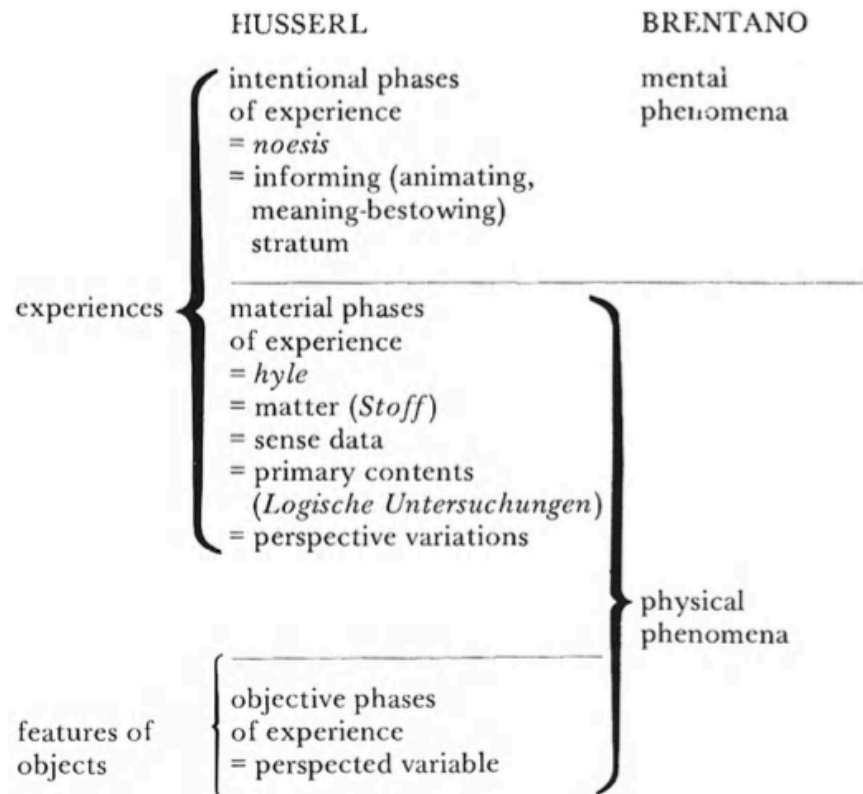 HUSSERL
BRENTANO
intentional phases
of experience
= noesis
= informing (animating,
meaning-bestowing)
stratum
mental
phenomena
experiences
material phases
of experience
= hyle
= matter (Stoff)
= sense data
= primary contents
(Logische Untersuchungen)
= perspective variations
physical
phenomena
features of
objects
objective phases
of experience
= perspected variable